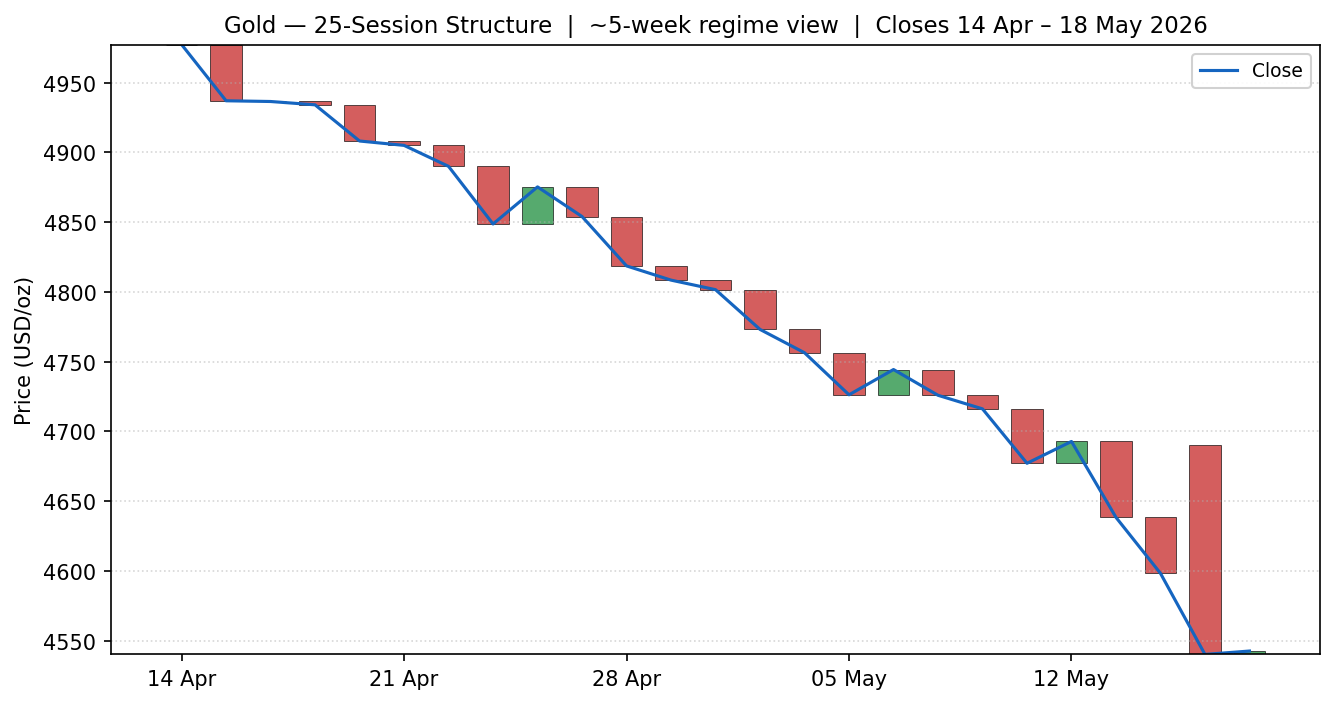 Gold — 25-Session Structure | ~5-week regime view | Closes 14 Apr – 18 May 2026
Close
Price (USD/oz)
4950
4900
4850
4800
4750
4700
4650
4600
4550
14 Apr
21 Apr
28 Apr
05 May
12 May